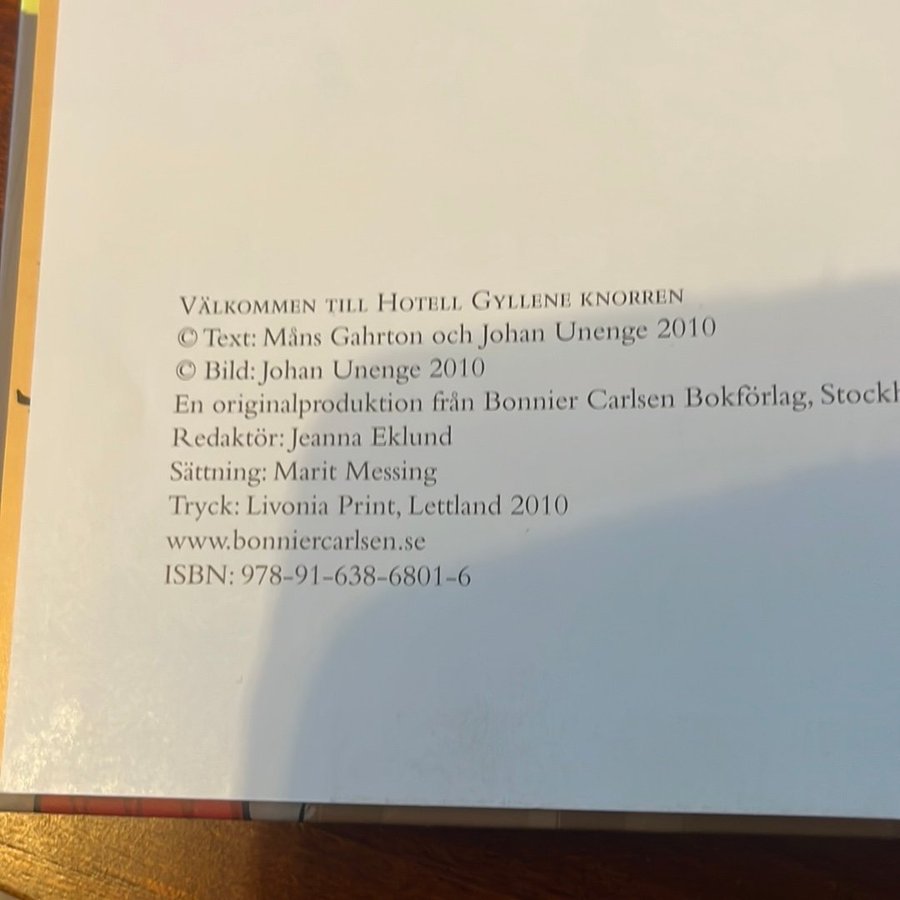 VÄLKOMMEN TILL HOTELL GYLLENE KNORREN
© Text: Måns Gahrton och Johan Unenge 2010
© Bild: Johan Unenge 2010
En originalproduktion från Bonnier Carlsen Bokförlag,
Redaktör: Jeanna Eklund
Sättning: Marit Messing
Tryck: Livonia Print, Lettland 2010
www.bonniercarlsen.se
ISBN: 978-91-638-6801-6